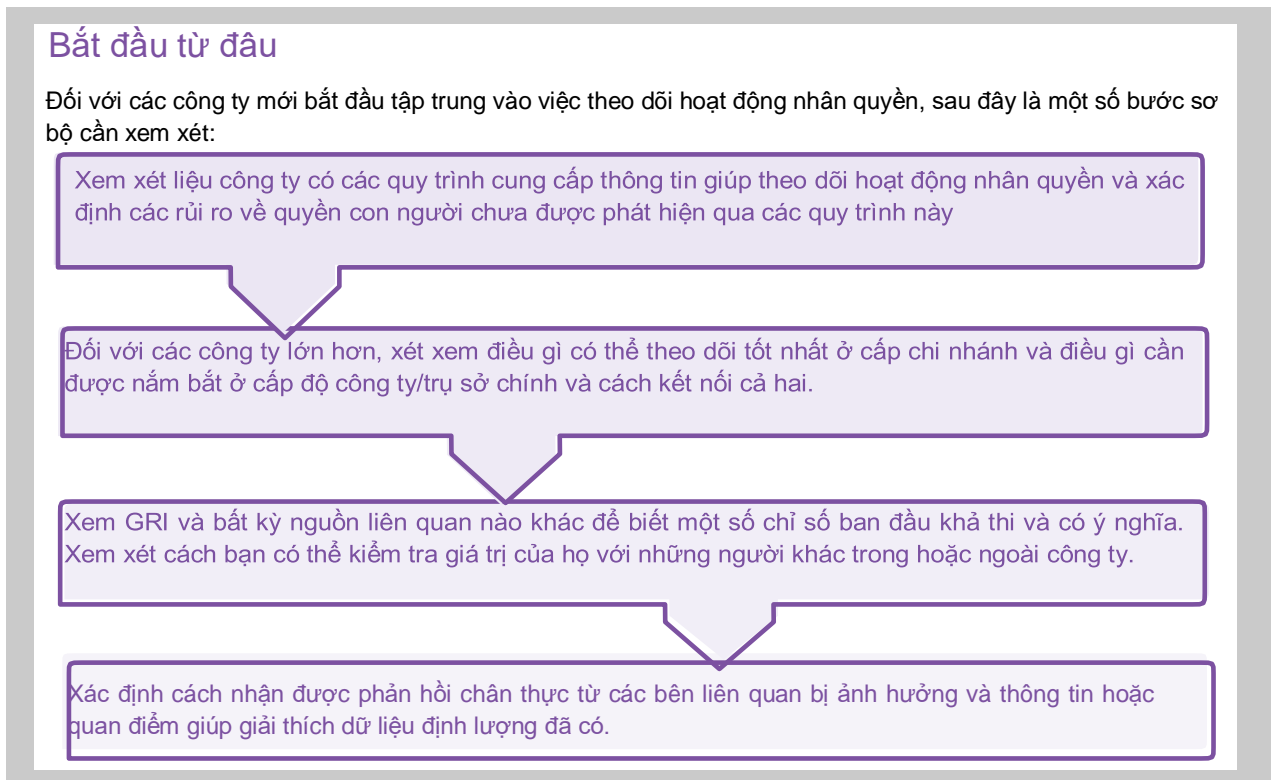 Bắt đầu từ đâu
Đối với các công ty mới bắt đầu tập trung vào việc theo dõi hoạt động nhân quyền, sau đây là một số bước sơ
bộ cần xem xét:
Xem xét liệu công ty có các quy trình cung cấp thông tin giúp theo dõi hoạt động nhân quyền và xác
định các rủi ro về quyền con người chưa được phát hiện qua các quy trình này
Đối với các công ty lớn hơn, xét xem điều gì có thể theo dõi tốt nhất ở cấp chi nhánh và điều gì cần
được nắm bắt ở cấp độ công ty/trụ sở chính và cách kết nối cả hai.
Xem GRI và bất kỳ nguồn liên quan nào khác để biết một số chỉ số ban đầu khả thi và có ý nghĩa.
Xem xét cách bạn có thể kiểm tra giá trị của họ với những người khác trong hoặc ngoài công ty.
Xác định cách nhận được phản hồi chân thực từ các bên liên quan bị ảnh hưởng và thông tin hoặc
quan điểm giúp giải thích dữ liệu định lượng đã có.